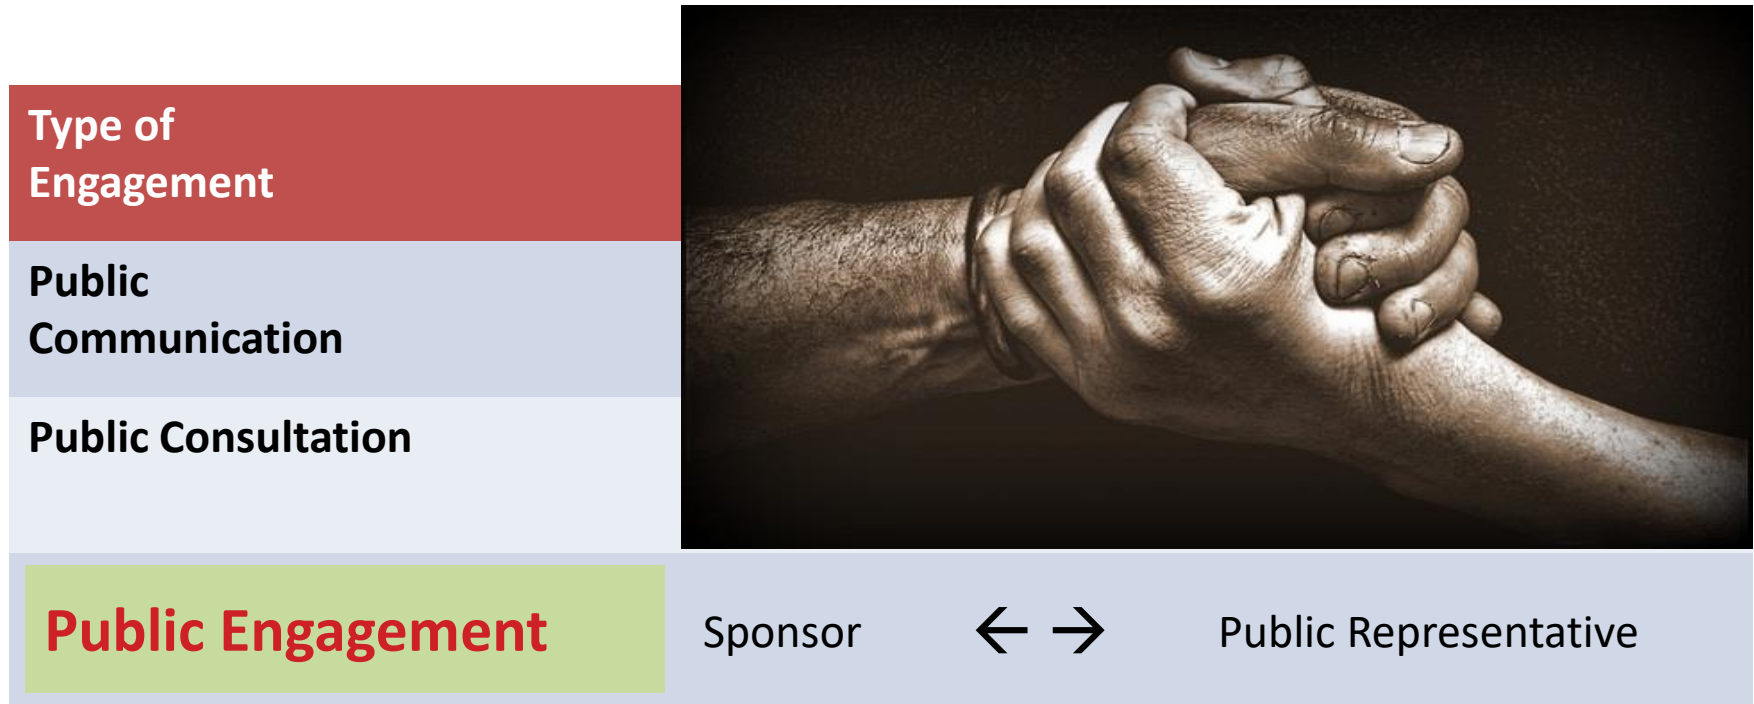 Type of
Engagement
Public
Communication
Public Consultation
Public Engagement
Sponsor ← → Public Representative